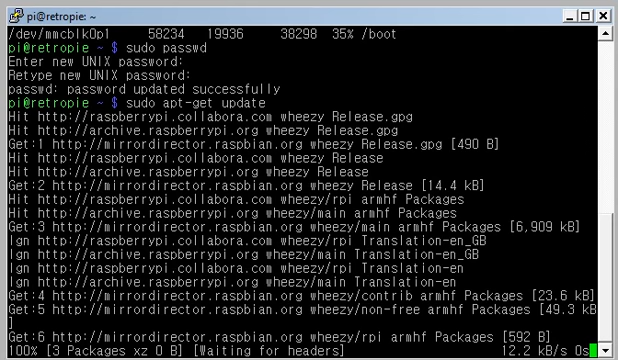 pi@retropie: ~
/dev/mmcblk0p1 58234 19936 38298 35% /boot
pi@retropie ~ $ sudo passwd
Enter new UNIX password:
Retype new UNIX password:
passwd: password updated successfully
pi@retropie ~ $ sudo apt-get update
Hit http://raspberrypi.collabora.com wheezy Release.gpg
Hit http://archive.raspberrypi.org wheezy Release.gpg
Get:1 http://mirrordirector.raspbian.org wheezy Release.gpg [490 B]
Hit http://raspberrypi.collabora.com wheezy Release
Hit http://archive.raspberrypi.org wheezy Release
Get:2 http://mirrordirector.raspbian.org wheezy Release [14.4 kB]
Hit http://raspberrypi.collabora.com wheezy/rpi armhf Packages
Hit http://archive.raspberrypi.org wheezy/main armhf Packages
Get:3 http://mirrordirector.raspbian.org wheezy/main armhf Packages [6,909 kB]
Ign http://raspberrypi.collabora.com wheezy/rpi Translation-en_GB
Ign http://archive.raspberrypi.org wheezy/main Translation-en_GB
Ign http://raspberrypi.collabora.com wheezy/rpi Translation-en
Ign http://archive.raspberrypi.org wheezy/main Translation-en
Get:4 http://mirrordirector.raspbian.org wheezy/contrib armhf Packages [23.6 kB]
Get:5 http://mirrordirector.raspbian.org wheezy/non-free armhf Packages [49.3 kB
]
Get:6 http://mirrordirector.raspbian.org wheezy/rpi armhf Packages [592 B]
100% [3 Packages xz 0 B] [Waiting for headers] 12.2 kB/s 0s